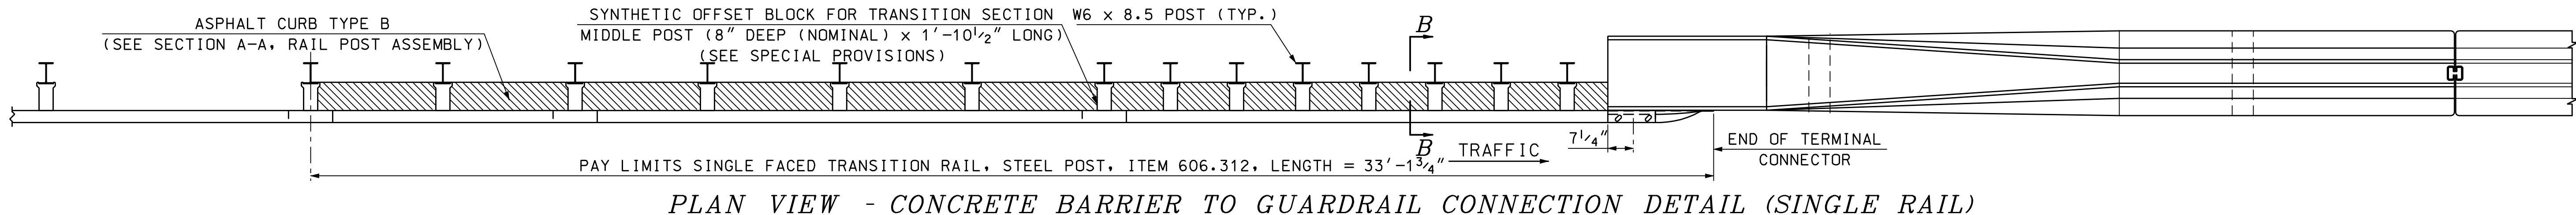 ASPHALT CURB TYPE B
(SEE SECTION A-A, RAIL POST ASSEMBLY)
SYNTHETIC OFFSET BLOCK FOR TRANSITION SECTION
MIDDLE POST (8" DEEP (NOMINAL) x 1'-10 1/2" LONG)
(SEE SPECIAL PROVISIONS)
W6 x 8.5 POST (TYP.)
B
B
7 1/4"
TRAFFIC
END OF TERMINAL
CONNECTOR
PAY LIMITS SINGLE FACED TRANSITION RAIL, STEEL POST, ITEM 606.312, LENGTH = 33'-1 3/4"
PLAN VIEW - CONCRETE BARRIER TO GUARDRAIL CONNECTION DETAIL (SINGLE RAIL)